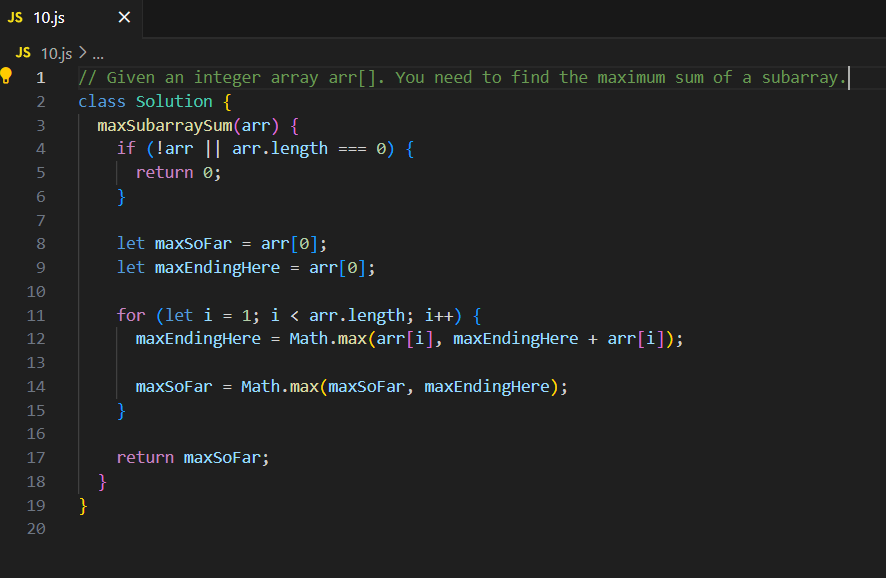 JS 10.js ×
JS 10.js > ...
1 // Given an integer array arr[]. You need to find the maximum sum of a subarray.
2 class Solution {
3   maxSubarraySum(arr) {
4     if (!arr || arr.length === 0) {
5       return 0;
6     }
7
8     let maxSoFar = arr[0];
9     let maxEndingHere = arr[0];
10
11     for (let i = 1; i < arr.length; i++) {
12       maxEndingHere = Math.max(arr[i], maxEndingHere + arr[i]);
13
14       maxSoFar = Math.max(maxSoFar, maxEndingHere);
15     }
16
17     return maxSoFar;
18   }
19 }
20